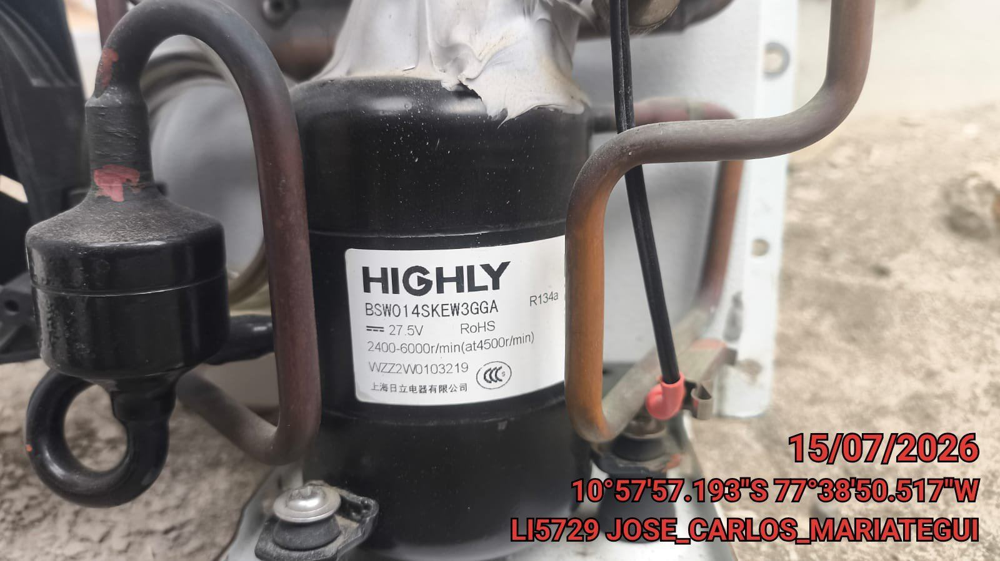 HIGHLY
BSW014SKEW3GGA R134a
27.5V RoHS
2400-6000r/min(at4500r/min)
WZZ2W0103219
CCC S
上海日立电器有限公司
15/07/2026
10°57'57.193"S 77°38'50.517"W
LI5729 JOSE_CARLOS_MARIATEGUI